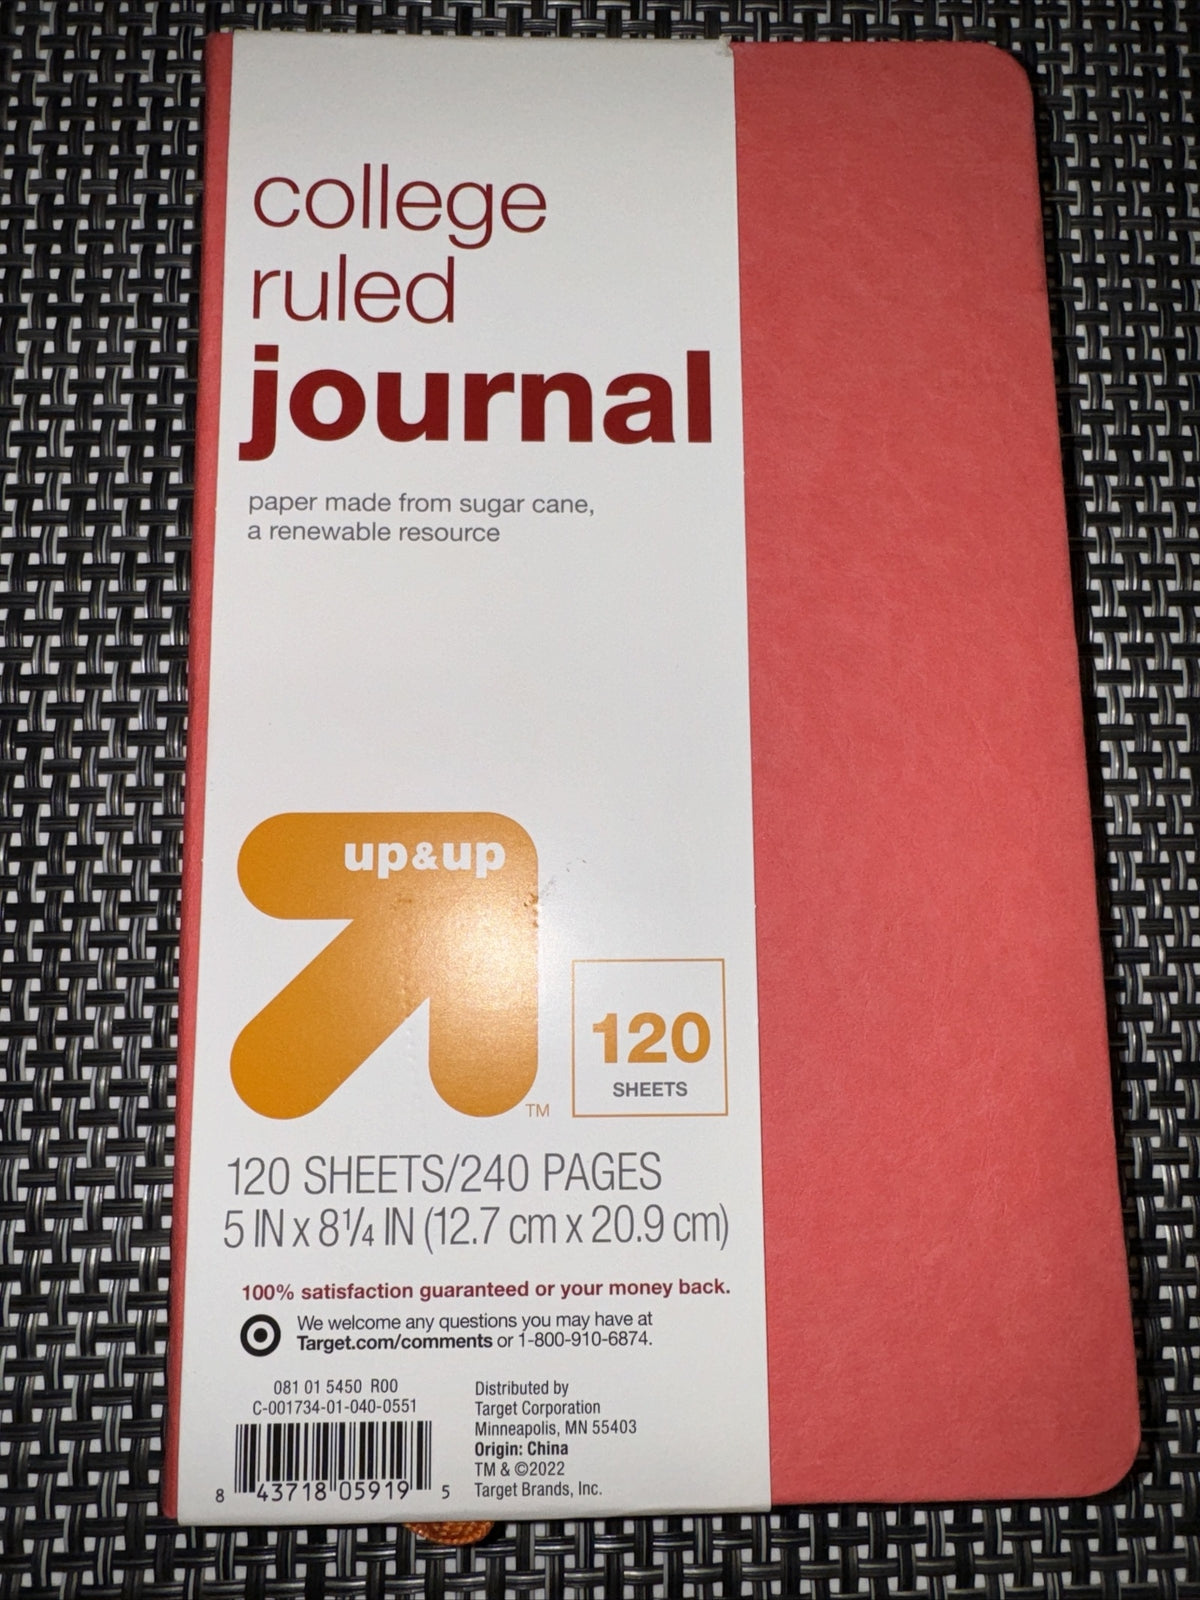 college
ruled
journal
paper made from sugar cane,
a renewable resource
up&up
120
SHEETS
TM
120 SHEETS/240 PAGES
5 IN x 8¼ IN (12.7 cm x 20.9 cm)
100% satisfaction guaranteed or your money back.
We welcome any questions you may have at
Target.com/comments or 1-800-910-6874.
081 01 5450 R00
C-001734-01-040-0551
8 43718 05919 5
Distributed by
Target Corporation
Minneapolis, MN 55403
Origin: China
TM & ©2022
Target Brands, Inc.